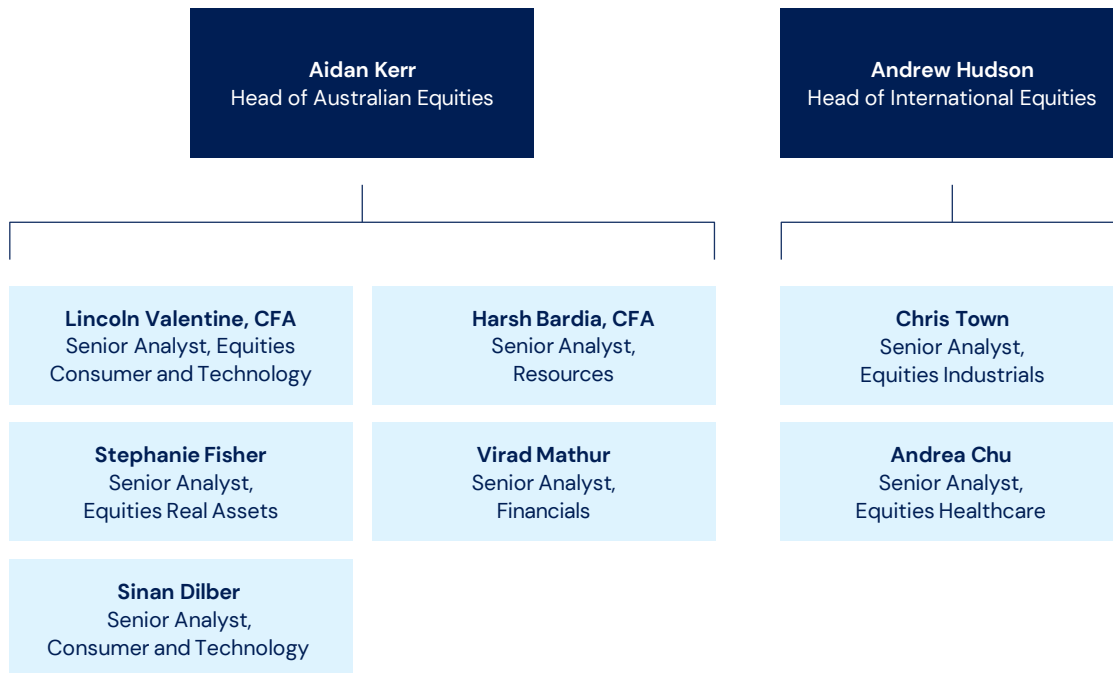 Aidan Kerr
Head of Australian Equities
Andrew Hudson
Head of International Equities
Lincoln Valentine, CFA
Senior Analyst, Equities
Consumer and Technology
Harsh Bardia, CFA
Senior Analyst,
Resources
Chris Town
Senior Analyst,
Equities Industrials
Stephanie Fisher
Senior Analyst,
Equities Real Assets
Virad Mathur
Senior Analyst,
Financials
Andrea Chu
Senior Analyst,
Equities Healthcare
Sinan Dilber
Senior Analyst,
Consumer and Technology